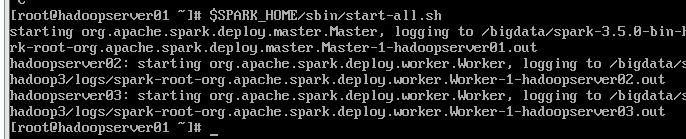 [root@hadoopserver01 ~]# $SPARK_HOME/sbin/start-all.sh
starting org.apache.spark.deploy.master.Master, logging to /bigdata/spark-3.5.0-bin-h
rk-root-org.apache.spark.deploy.master.Master-1-hadoopserver01.out
hadoopserver02: starting org.apache.spark.deploy.worker.Worker, logging to /bigdata/s
hadoop3/logs/spark-root-org.apache.spark.deploy.worker.Worker-1-hadoopserver02.out
hadoopserver03: starting org.apache.spark.deploy.worker.Worker, logging to /bigdata/s
hadoop3/logs/spark-root-org.apache.spark.deploy.worker.Worker-1-hadoopserver03.out
[root@hadoopserver01 ~]# _